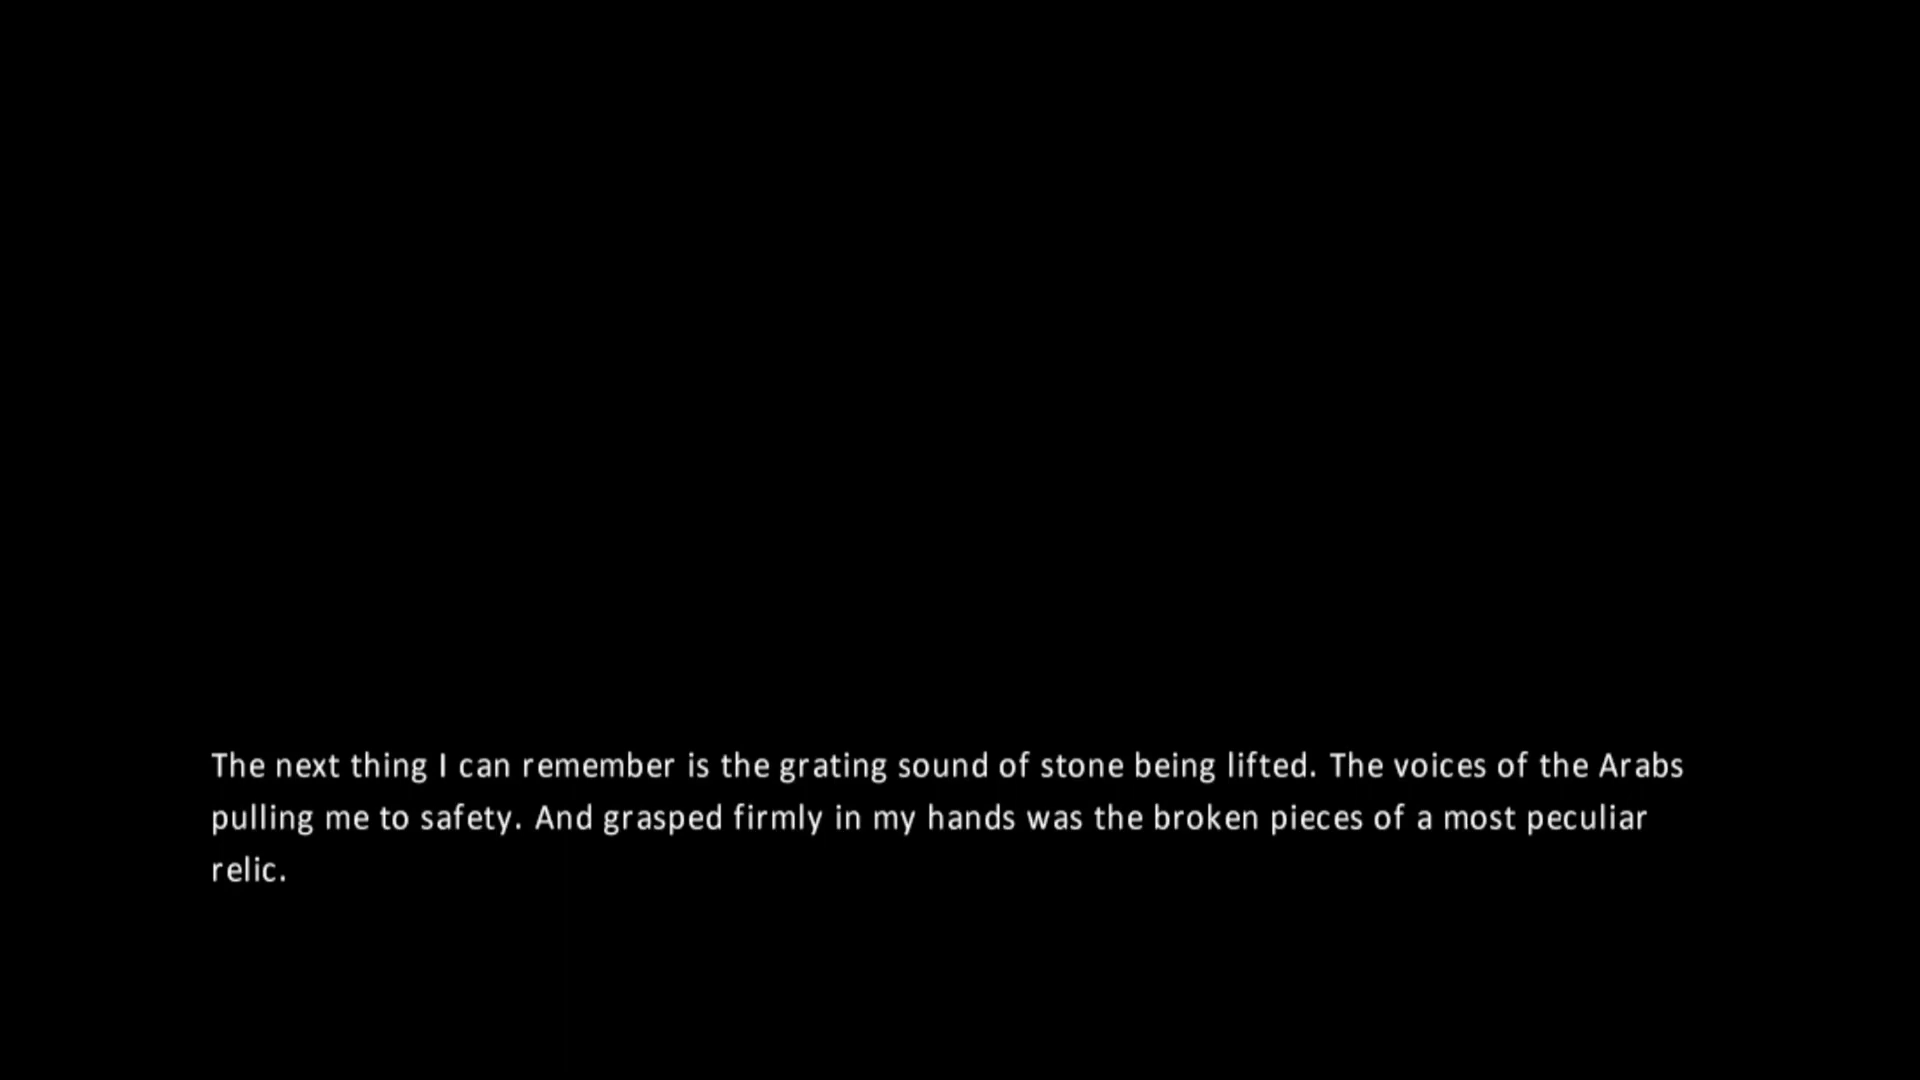 The next thing I can remember is the grating sound of stone being lifted. The voices of the Arabs
pulling me to safety. And grasped firmly in my hands was the broken pieces of a most peculiar
relic.